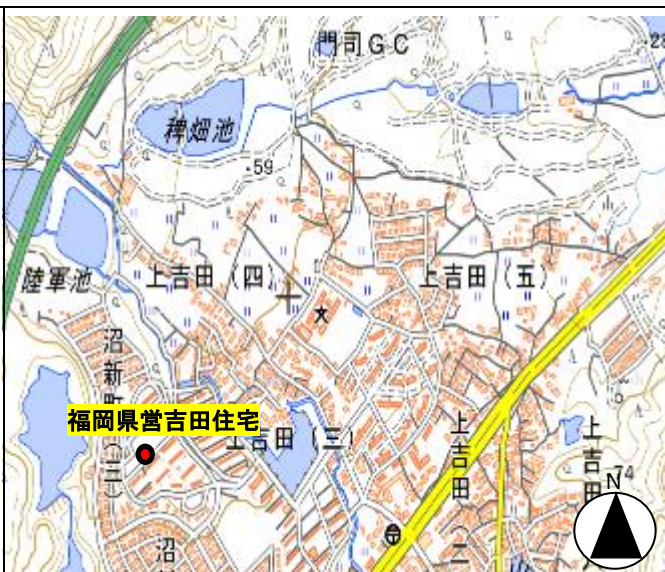 門司GC
稗畑池
・59
陸軍池
上吉田（四）
上吉田（五）
沼新町（三）
福岡県営吉田住宅
上吉田（三）
上吉田二
上吉田
74
沼
N